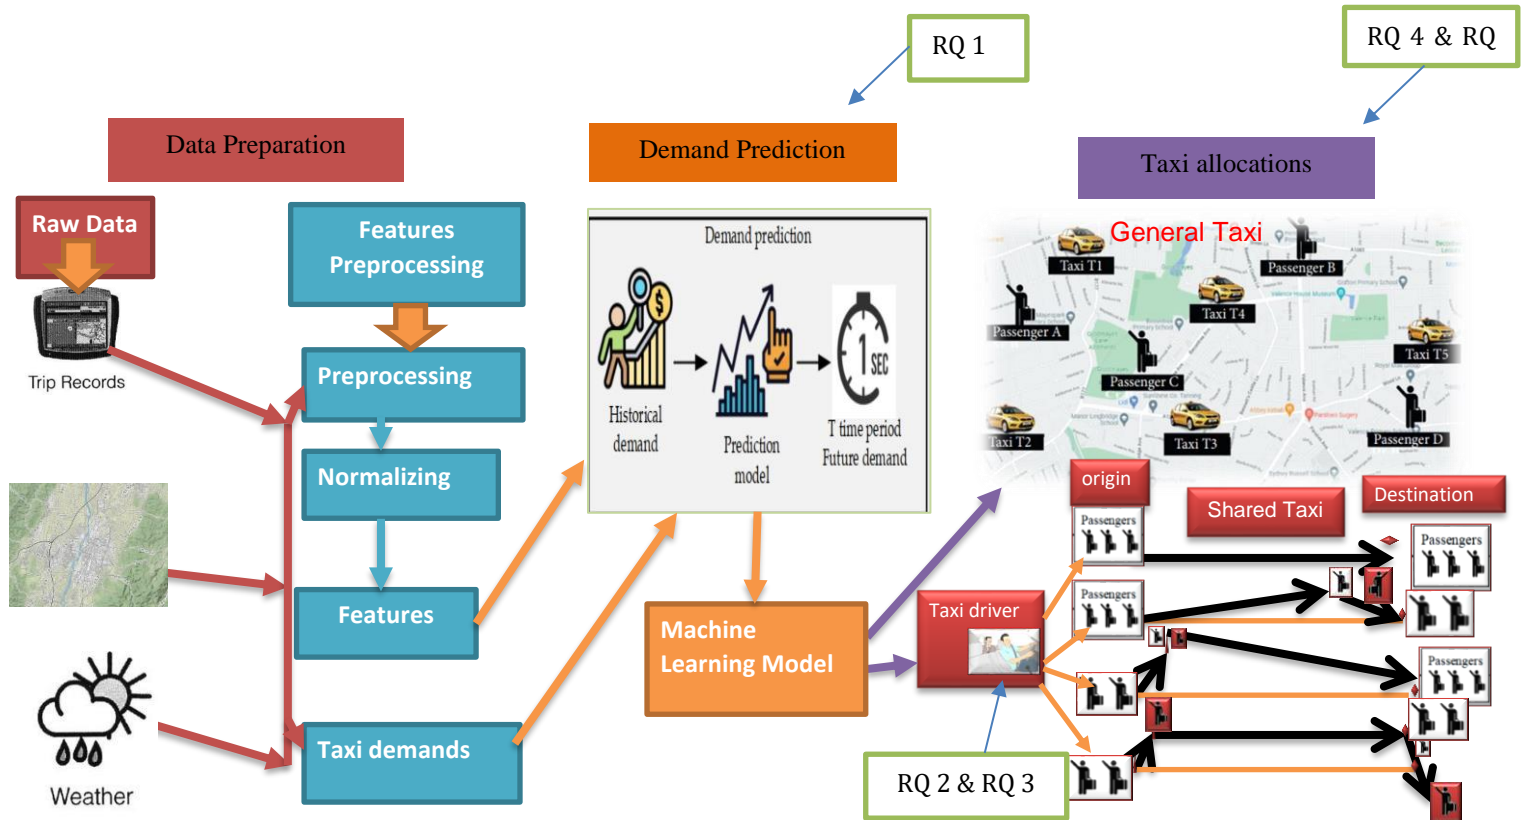 RQ 1
RQ 4 & RQ
Data Preparation
Demand Prediction
Taxi allocations
Raw Data
Trip Records
Weather
Features
Preprocessing
Preprocessing
Normalizing
Features
Taxi demands
Demand prediction
1
SEC
Historical
demand
Prediction
model
T time period
Future demand
Machine
Learning Model
General Taxi
Taxi T1
Passenger B
Taxi T4
Passenger A
Taxi T5
Passenger C
Taxi T2
Taxi T3
Passenger D
origin
Shared Taxi
Destination
Passengers
Passengers
Passengers
Passengers
Taxi driver
RQ 2 & RQ 3